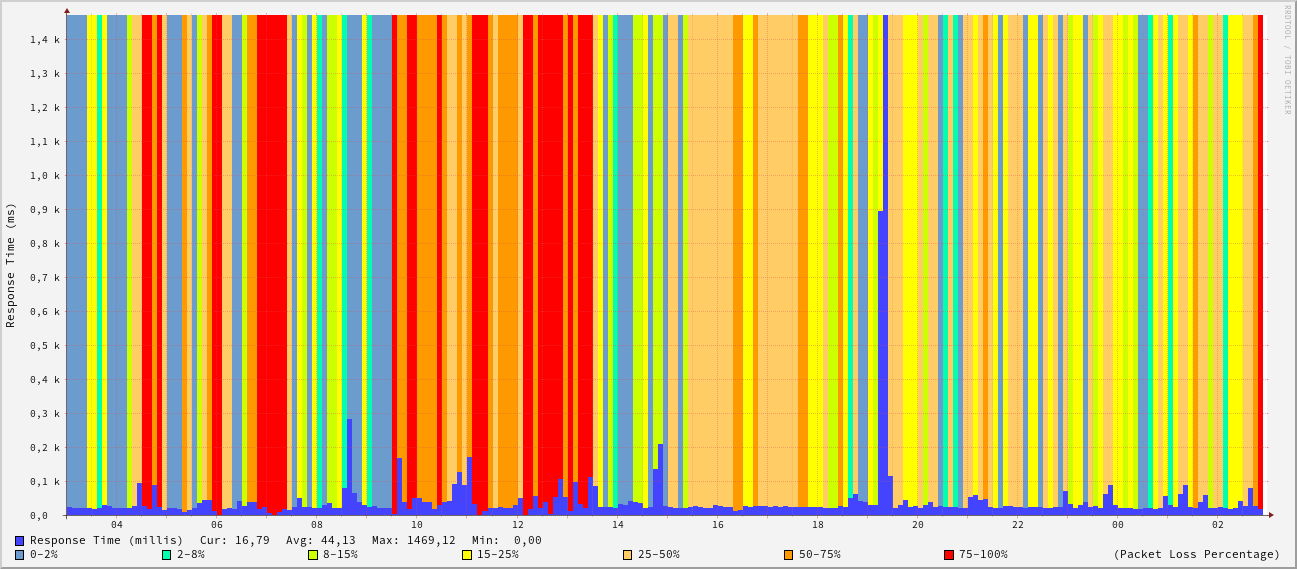 RRDTOOL / TOBI OETIKER
Response Time (ms)
1,4 k
1,3 k
1,2 k
1,1 k
1,0 k
0,9 k
0,8 k
0,7 k
0,6 k
0,5 k
0,4 k
0,3 k
0,2 k
0,1 k
0,0
04 06 08 10 12 14 16 18 20 22 00 02
Response Time (millis) Cur: 16,79 Avg: 44,13 Max: 1469,12 Min: 0,00
0-2% 2-8% 8-15% 15-25% 25-50% 50-75% 75-100% (Packet Loss Percentage)